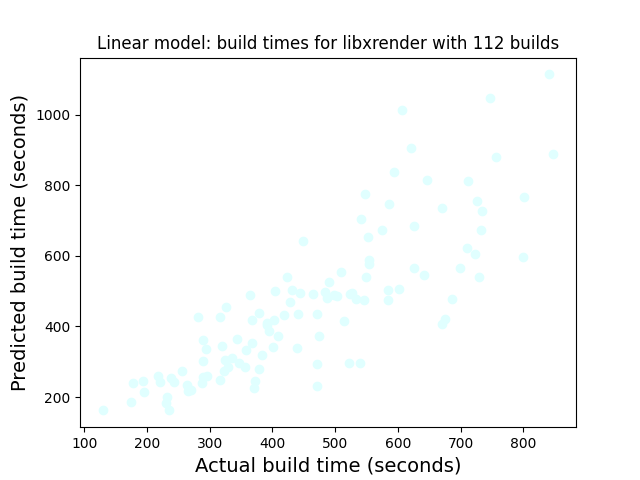 Linear model: build times for libxrender with 112 builds
Predicted build time (seconds)
1000
800
600
400
200
100 200 300 400 500 600 700 800
Actual build time (seconds)